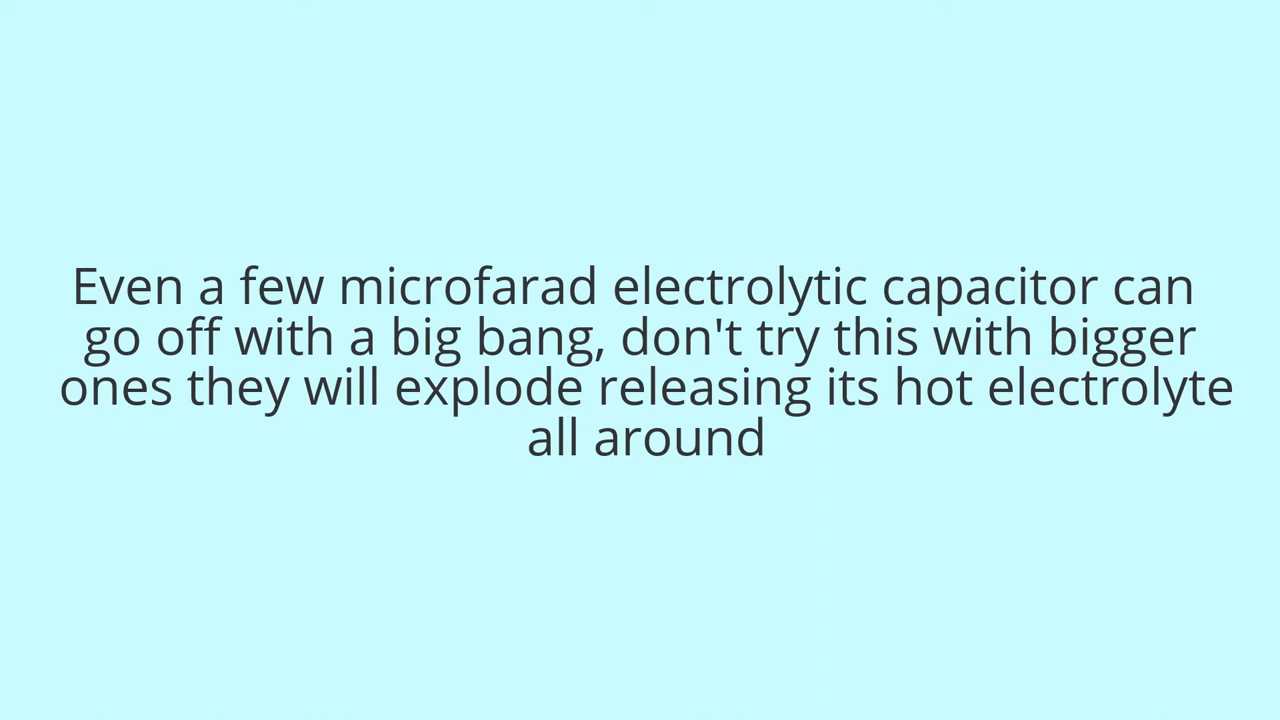 Even a few microfarad electrolytic capacitor can
go off with a big bang, don't try this with bigger
ones they will explode releasing its hot electrolyte
all around